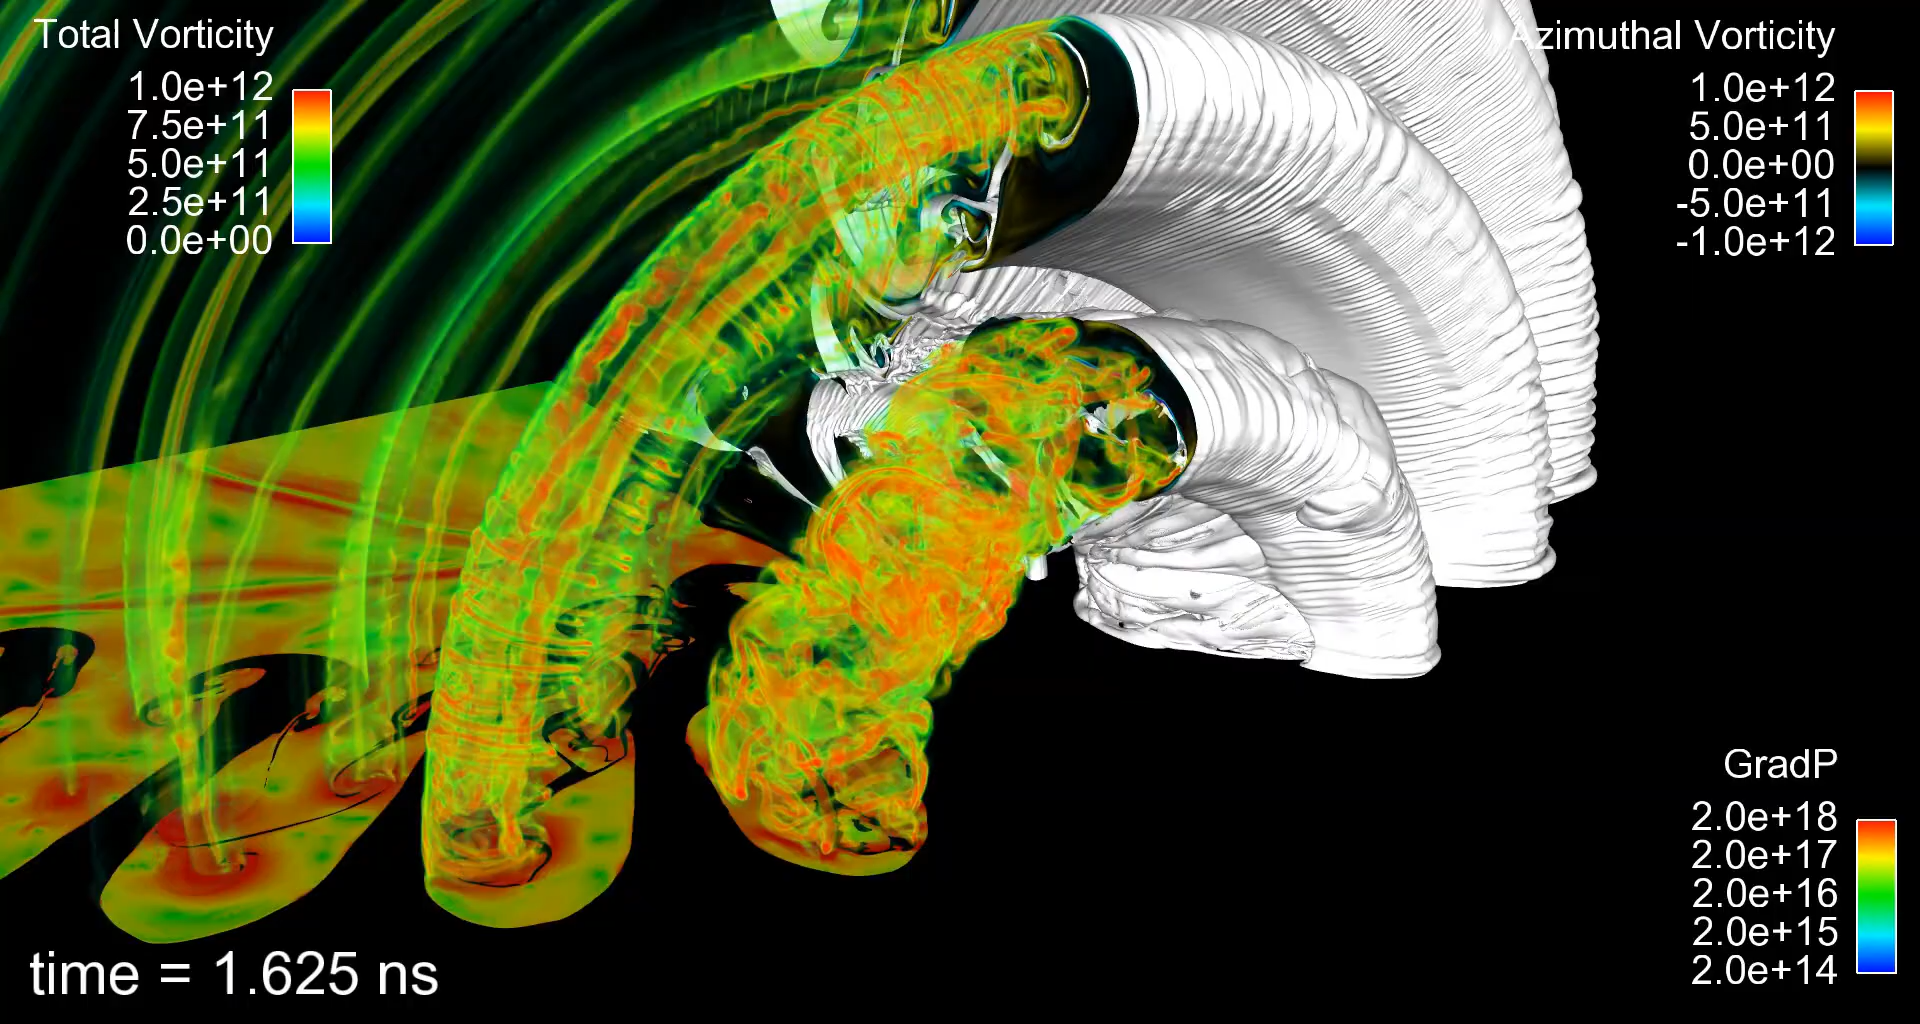 Total Vorticity
1.0e+12
7.5e+11
5.0e+11
2.5e+11
0.0e+00
Azimuthal Vorticity
1.0e+12
5.0e+11
0.0e+00
-5.0e+11
-1.0e+12
GradP
2.0e+18
2.0e+17
2.0e+16
2.0e+15
2.0e+14
time = 1.625 ns